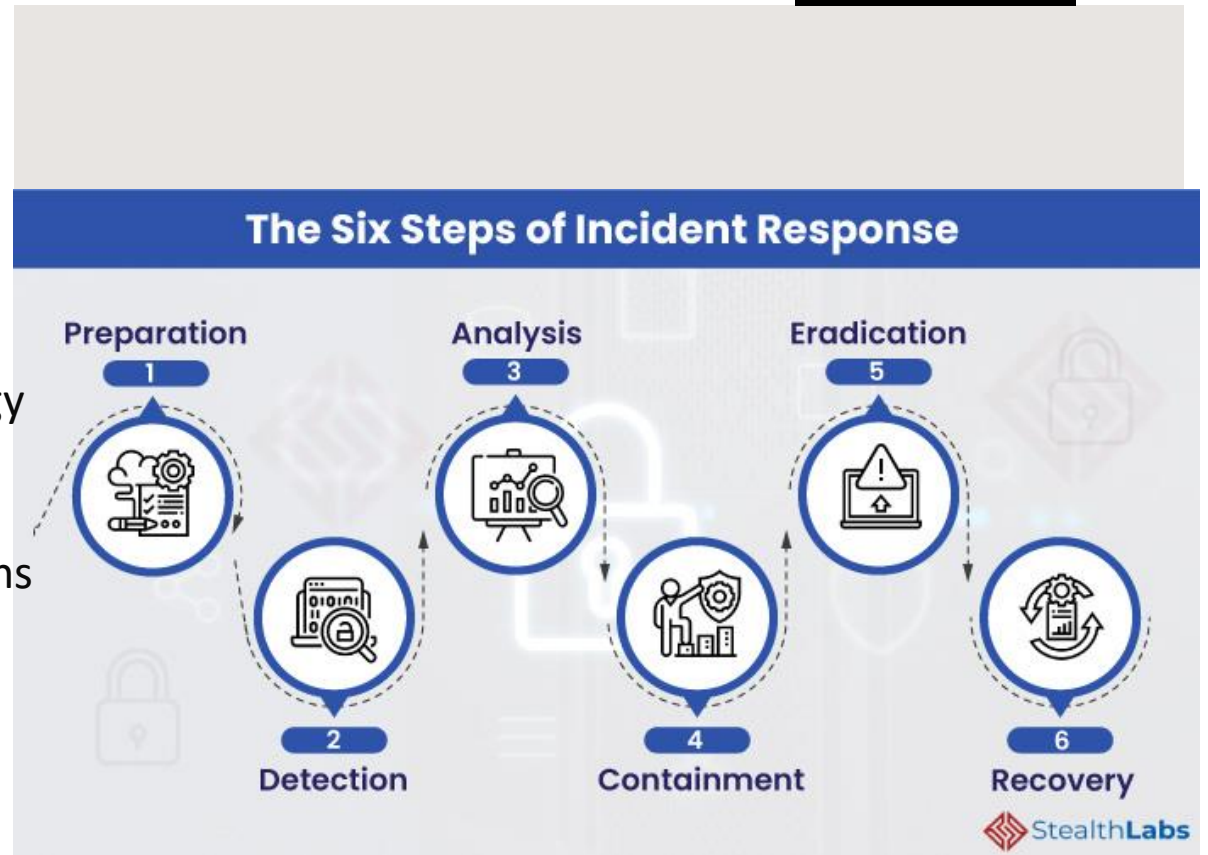 The Six Steps of Incident Response
Preparation
1
Analysis
3
Eradication
5
2
Detection
4
Containment
6
Recovery
StealthLabs